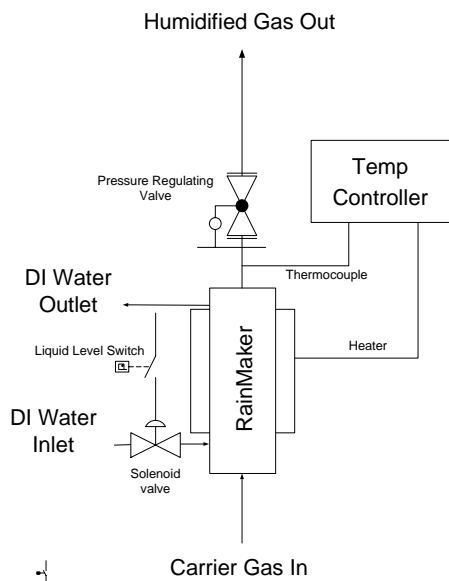 Humidified Gas Out
Pressure Regulating
Valve
Temp
Controller
Thermocouple
DI Water
Outlet
Liquid Level Switch
Heater
RainMaker
DI Water
Inlet
Solenoid
valve
Carrier Gas In